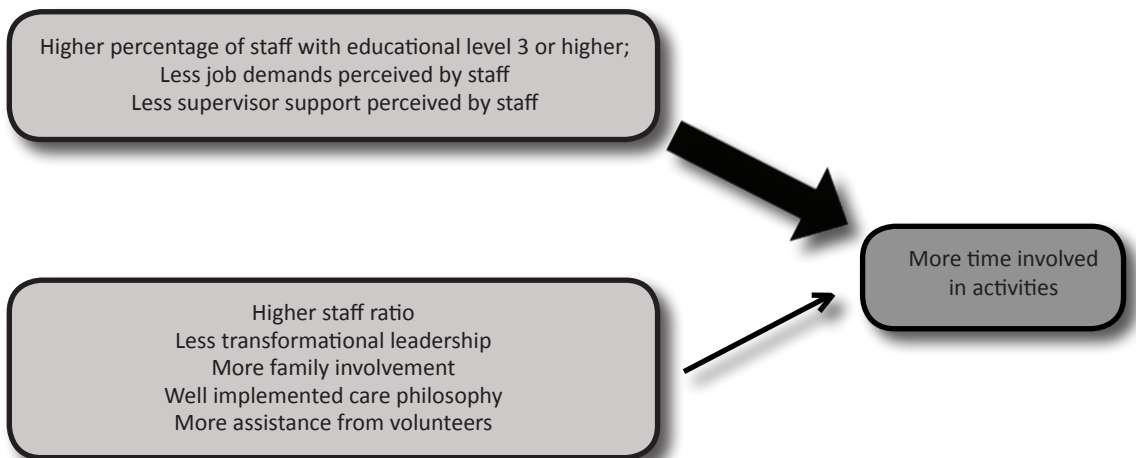 Higher percentage of staff with educational level 3 or higher;
Less job demands perceived by staff
Less supervisor support perceived by staff
More time involved
in activities
Higher staff ratio
Less transformational leadership
More family involvement
Well implemented care philosophy
More assistance from volunteers